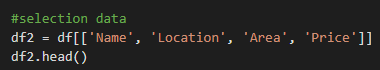 #selection data
df2 = df[['Name', 'Location', 'Area', 'Price']]
df2.head()